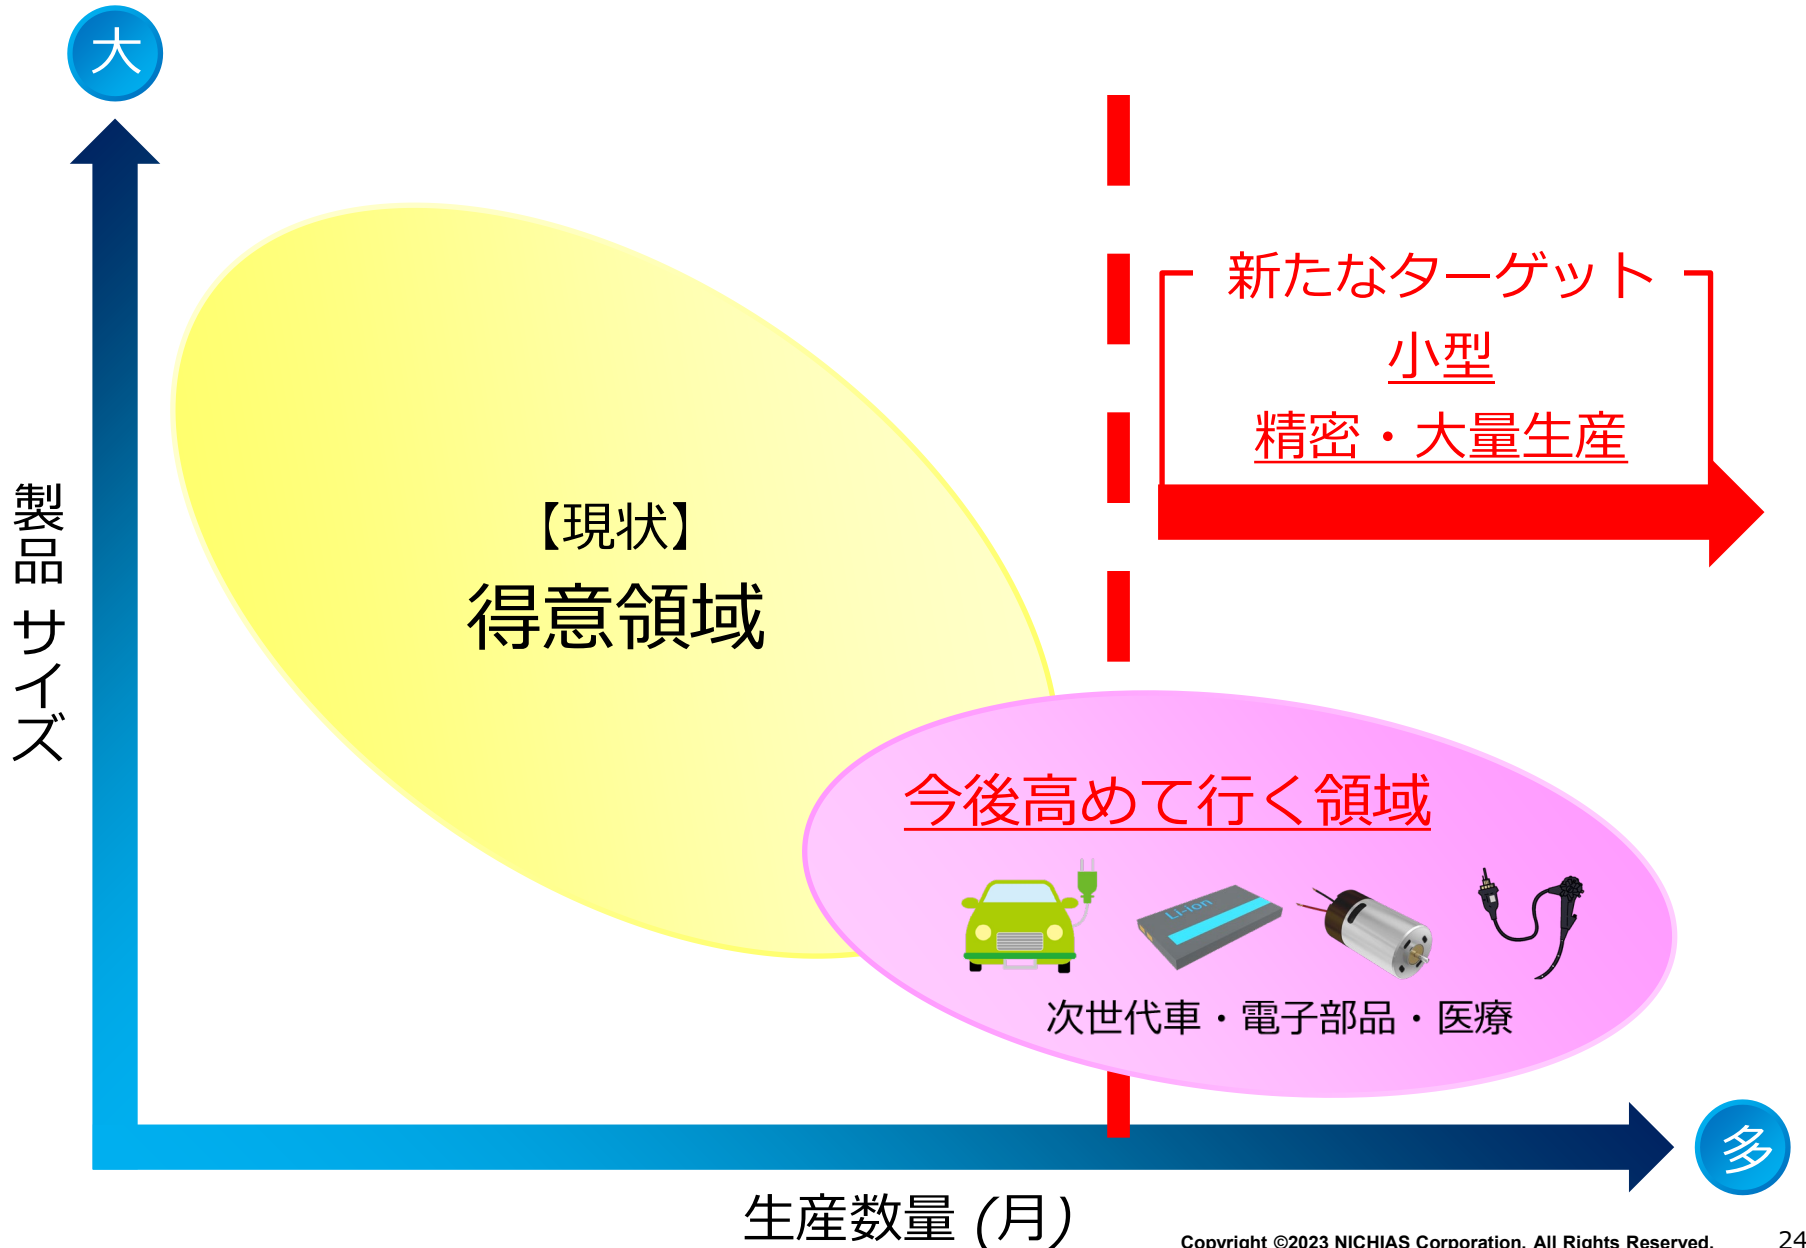 大
新たなターゲット
小型
精密・大量生産
【現状】
得意領域
製品 サイズ
今後高めて行く領域
Li-ion
次世代車・電子部品・医療
多
生産数量 (月)
Copyright ©2023 NICHIAS Corporation. All Rights Reserved.
24